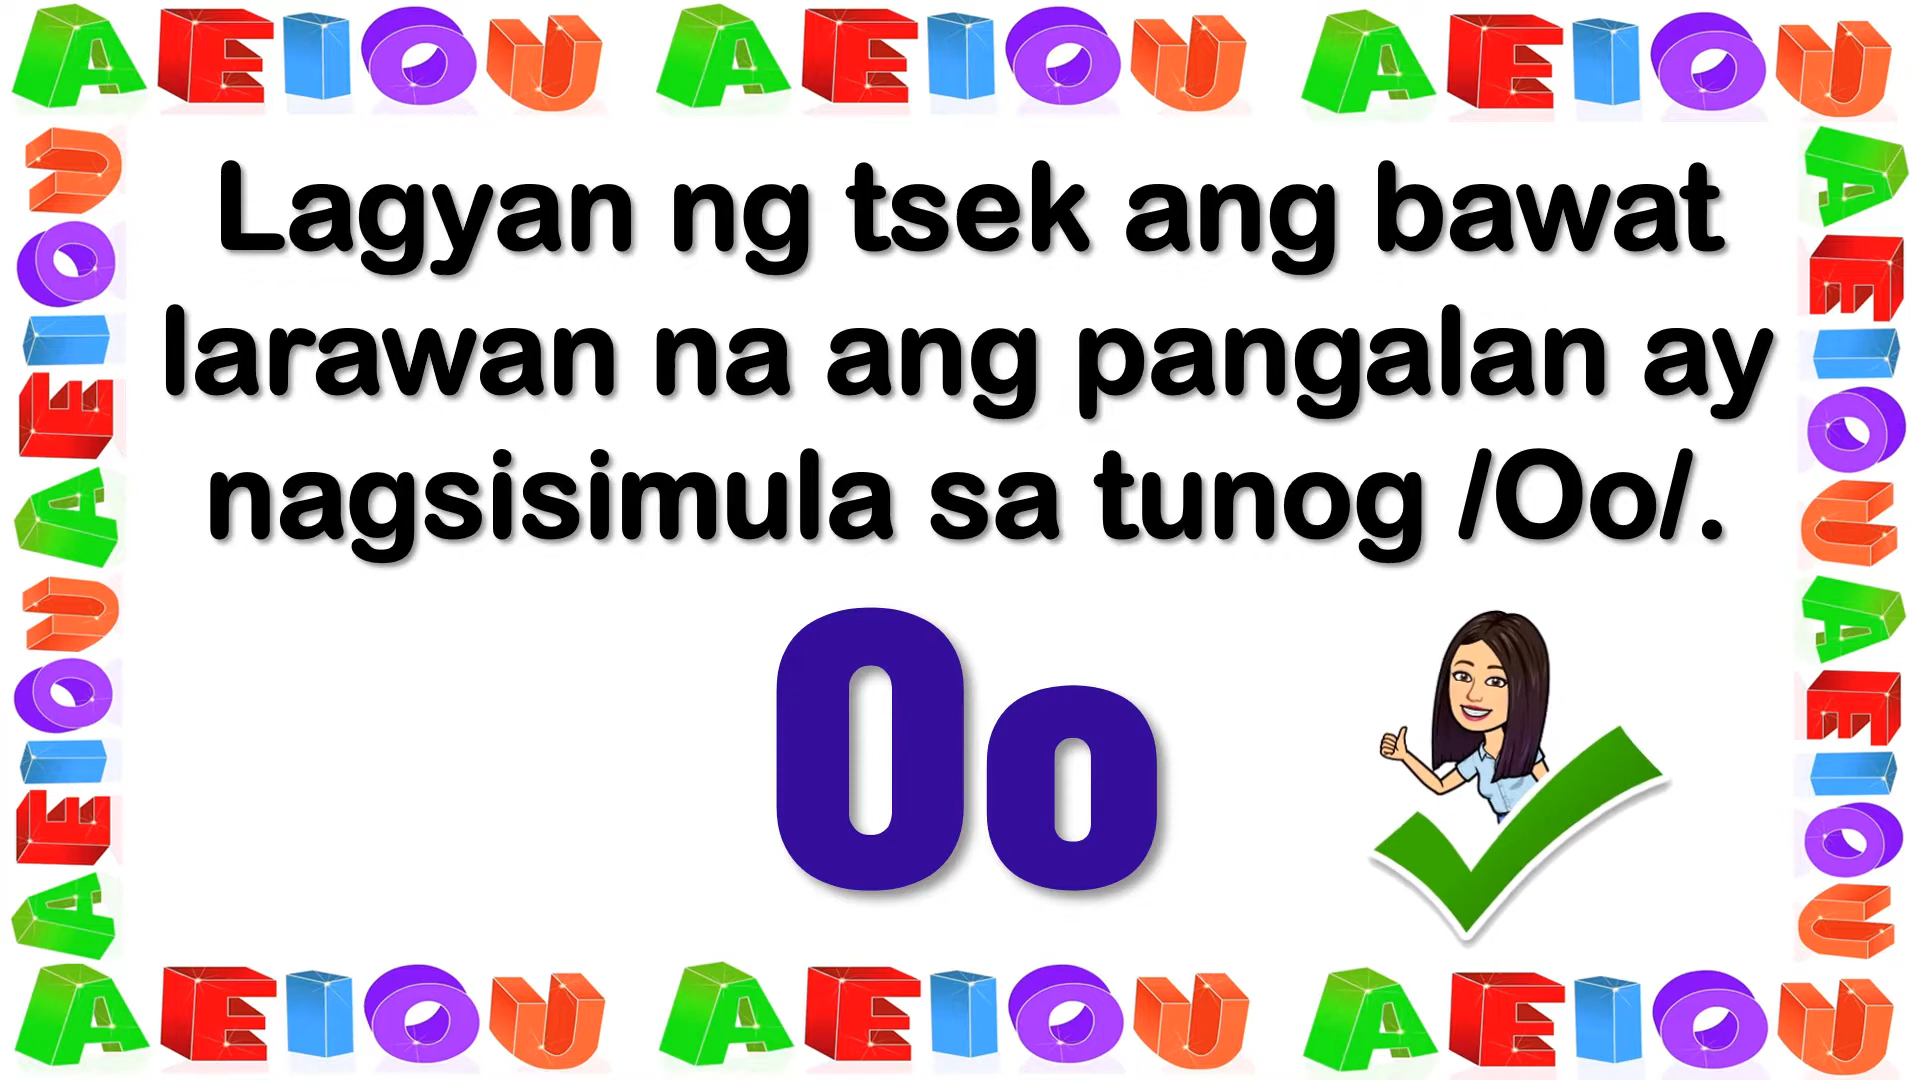 A E I O U A E I O U A E I O U
Lagyan ng tsek ang bawat
larawan na ang pangalan ay
nagsisimula sa tunog /Oo/.
Oo
A E I O U A E I O U
A E I O U A E I O U
A E I O U A E I O U A E I O U